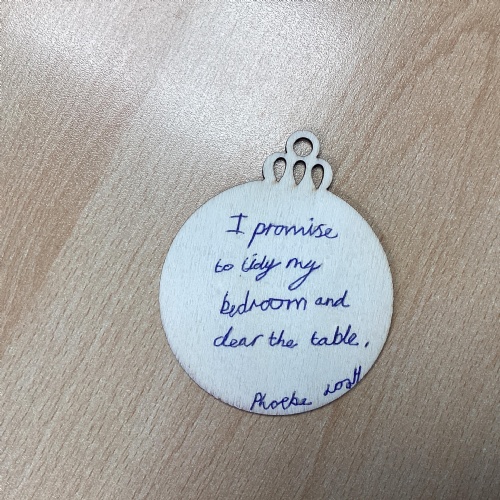 I promise
to tidy my
bedroom and
clear the table.
Phoebe